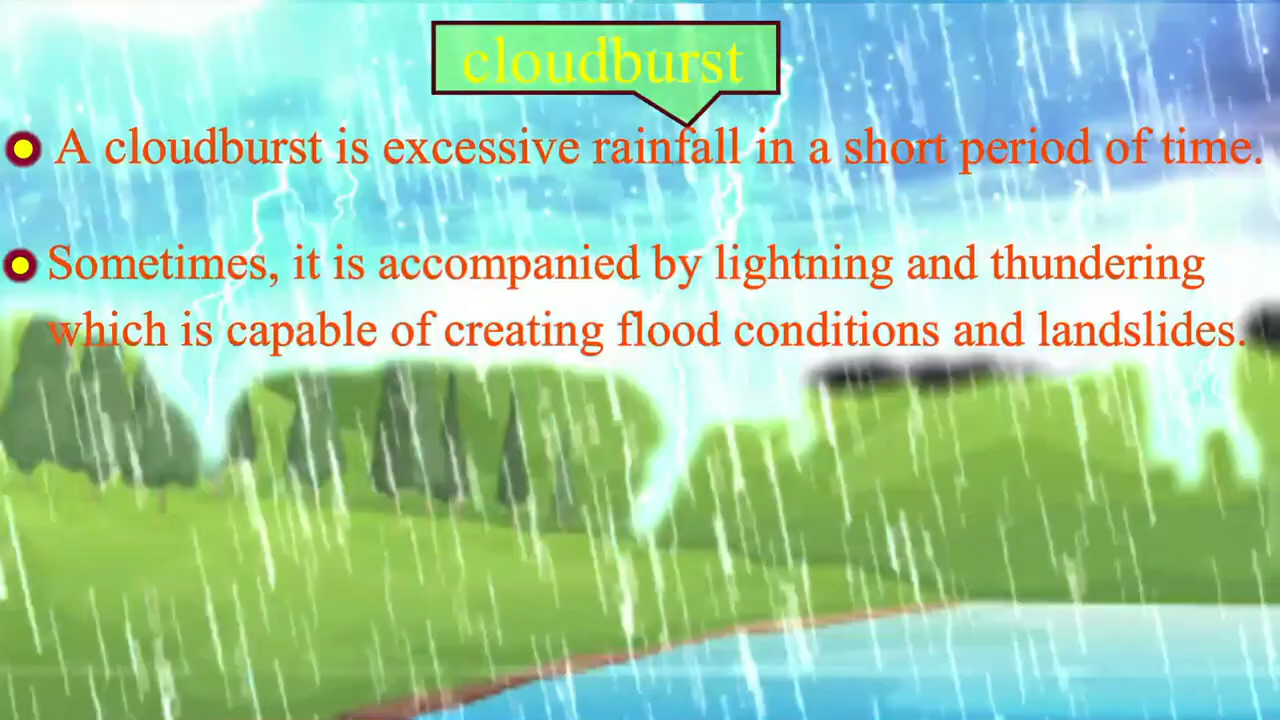 cloudburst
A cloudburst is excessive rainfall in a short period of time.
Sometimes, it is accompanied by lightning and thundering
which is capable of creating flood conditions and landslides.